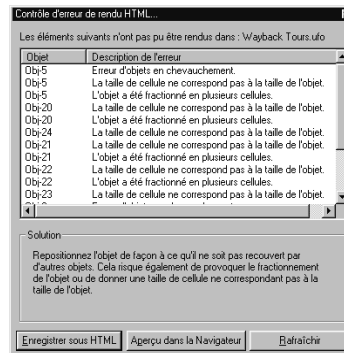 Contrôle d'erreur de rendu HTML...
Les éléments suivants n'ont pas pu être rendus dans : Wayback Tours.ufo
Objet Description de l'erreur
Obj-5 Erreur d'objets en chevauchement.
Obj-5 La taille de cellule ne correspond pas à la taille de l'objet.
Obj-5 L'objet a été fractionné en plusieurs cellules.
Obj-20 La taille de cellule ne correspond pas à la taille de l'objet.
Obj-20 L'objet a été fractionné en plusieurs cellules.
Obj-24 La taille de cellule ne correspond pas à la taille de l'objet.
Obj-21 La taille de cellule ne correspond pas à la taille de l'objet.
Obj-21 L'objet a été fractionné en plusieurs cellules.
Obj-22 La taille de cellule ne correspond pas à la taille de l'objet.
Obj-22 L'objet a été fractionné en plusieurs cellules.
Obj-23 La taille de cellule ne correspond pas à la taille de l'objet.
Solution
Repositionnez l'objet de façon à ce qu'il ne soit pas recouvert par
d'autres objets. Cela risque également de provoquer le fractionnement
de l'objet ou de donner une taille de cellule ne correspondant pas à la
taille de l'objet.
Enregistrer sous HTML Aperçu dans la Navigateur Rafraîchir